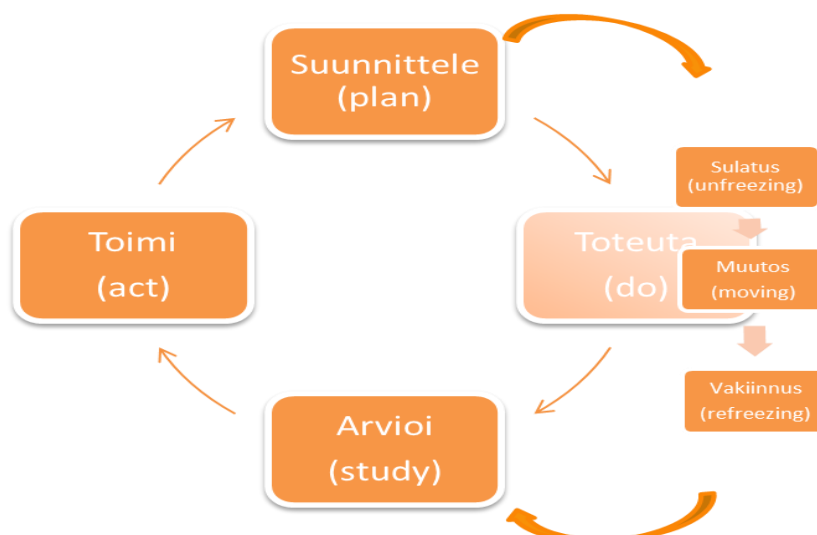 Suunnittele
(plan)
Sulatus
(unfreezing)
Toimi
(act)
Toteuta
(do)
Muutos
(moving)
Vakiinnus
(refreezing)
Arvioi
(study)